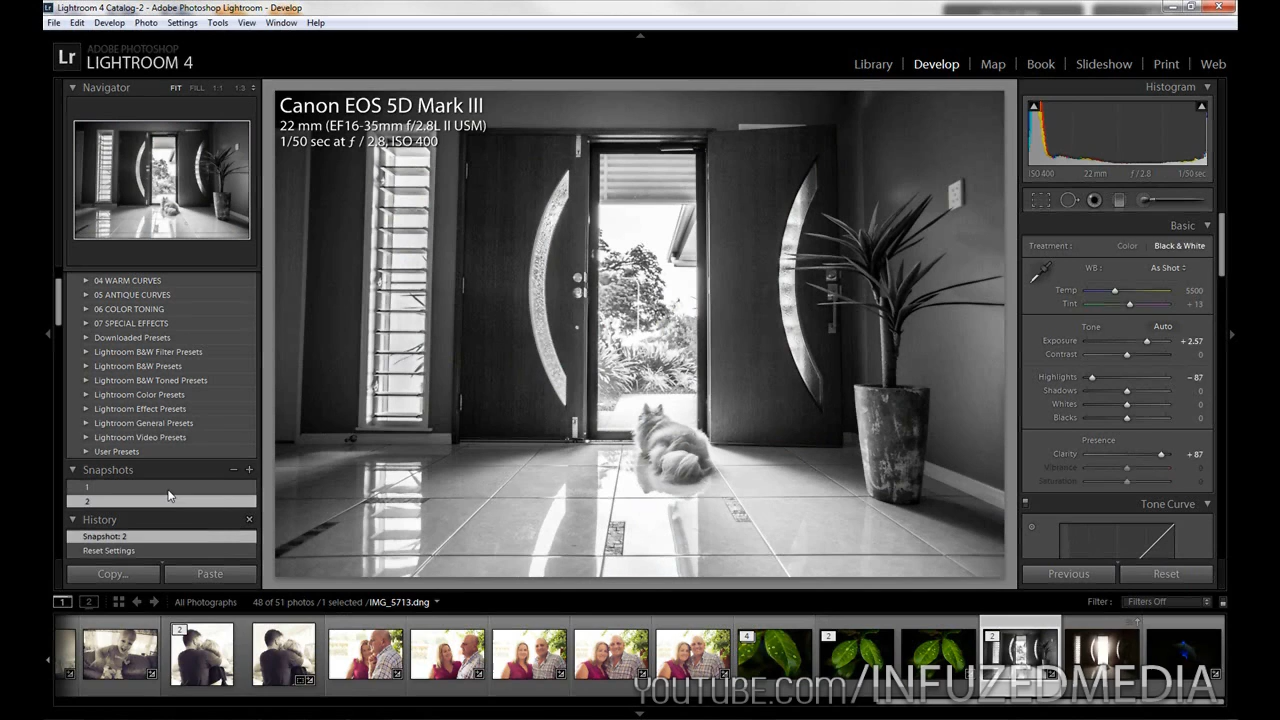 Lightroom 4 Catalog-2 - Adobe Photoshop Lightroom - Develop
File Edit Develop Photo Settings Tools View Window Help
Lr
ADOBE PHOTOSHOP
LIGHTROOM 4
Library | Develop | Map | Book | Slideshow | Print | Web
Navigator FIT FILL 1:1 1:3
04 WARM CURVES
05 ANTIQUE CURVES
06 COLOR TONING
07 SPECIAL EFFECTS
Downloaded Presets
Lightroom B&W Filter Presets
Lightroom B&W Presets
Lightroom B&W Toned Presets
Lightroom Color Presets
Lightroom Effect Presets
Lightroom General Presets
Lightroom Video Presets
User Presets
Snapshots − +
1
2
History ×
Snapshot: 2
Reset Settings
Copy... Paste
Canon EOS 5D Mark III
22 mm (EF16-35mm f/2.8L II USM)
1/50 sec at ƒ / 2.8, ISO 400
Histogram
ISO 400 22 mm ƒ / 2.8 1/50 sec
Basic
Treatment : Color Black & White
WB : As Shot
Temp 5500
Tint + 13
Tone Auto
Exposure + 2.57
Contrast 0
Highlights − 87
Shadows 0
Whites 0
Blacks 0
Presence
Clarity + 87
Vibrance 0
Saturation 0
Tone Curve
Previous Reset
1 2 All Photographs 48 of 51 photos / 1 selected / IMG_5713.dng Filter : Filters Off
2
4
2
2
YOUTUBE.COM/INFUZEDMEDIA